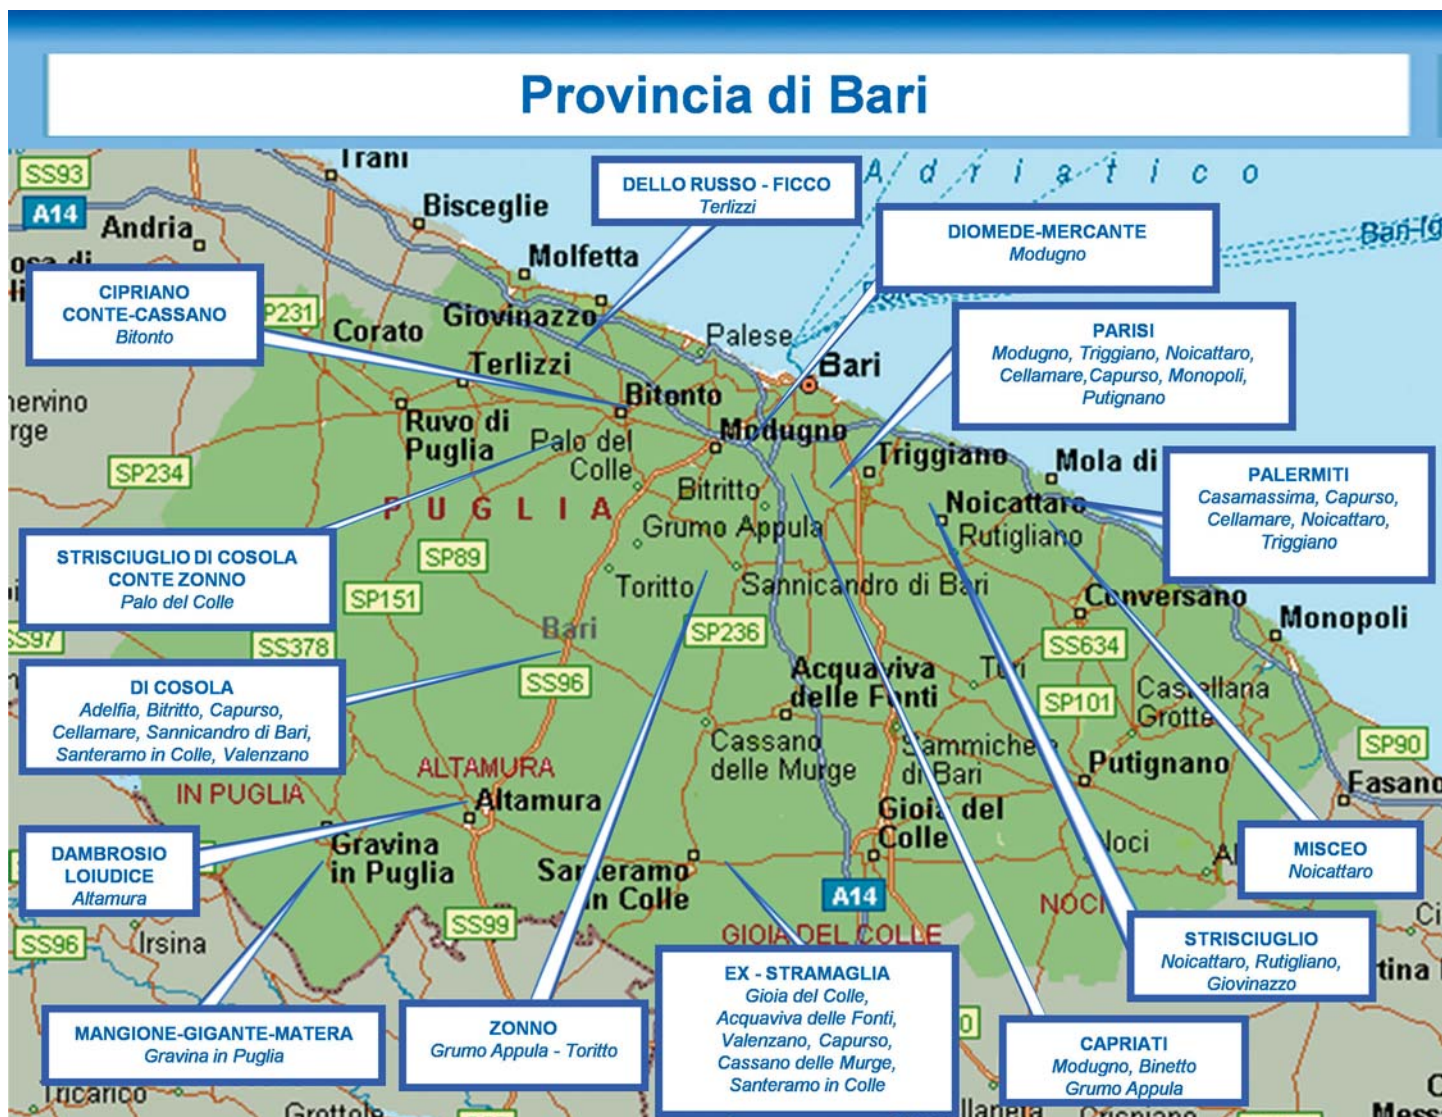 Provincia di Bari
Trani
SS93
A14
Andria
Bisceglie
Molfetta
Adriatico
DELLO RUSSO - FICCO
Terlizzi
DIOMEDE-MERCANTE
Modugno
CIPRIANO
CONTE-CASSANO
Bitonto
P231
Corato
Giovinazzo
Palese
Bari
PARISI
Modugno, Triggiano, Noicattaro,
Cellamare,Capurso, Monopoli,
Putignano
Terlizzi
Bitonto
Ruvo di
Puglia
Palo del
Colle
Modugno
Triggiano
Mola di
SP234
PUGLIA
Bitritto
Noicattaro
Rutigliano
PALERMITI
Casamassima, Capurso,
Cellamare, Noicattaro,
Triggiano
Grumo Appula
STRISCIUGLIO DI COSOLA
CONTE ZONNO
Palo del Colle
SP89
SP151
Toritto
Sannicandro di Bari
Conversano
Monopoli
SS97
SS378
Bari
SP236
SS634
DI COSOLA
Adelfia, Bitritto, Capurso,
Cellamare, Sannicandro di Bari,
Santeramo in Colle, Valenzano
SS96
Acquaviva
delle Fonti
Turi
SP101
Castellana
Grotte
Cassano
delle Murge
Sammichele
di Bari
SP90
Putignano
Fasano
ALTAMURA
IN PUGLIA
Altamura
Gioia del
Colle
DAMBROSIO
LOIUDICE
Altamura
Gravina
in Puglia
Santeramo
in Colle
A14
Noci
MISCEO
Noicattaro
NOCI
SS99
SS96
Irsina
GIOIA DEL COLLE
STRISCIUGLIO
Noicattaro, Rutigliano,
Giovinazzo
MANGIONE-GIGANTE-MATERA
Gravina in Puglia
ZONNO
Grumo Appula - Toritto
EX - STRAMAGLIA
Gioia del Colle,
Acquaviva delle Fonti,
Valenzano, Capurso,
Cassano delle Murge,
Santeramo in Colle
CAPRIATI
Modugno, Binetto
Grumo Appula
Tricarico
Grottole
Crispiano